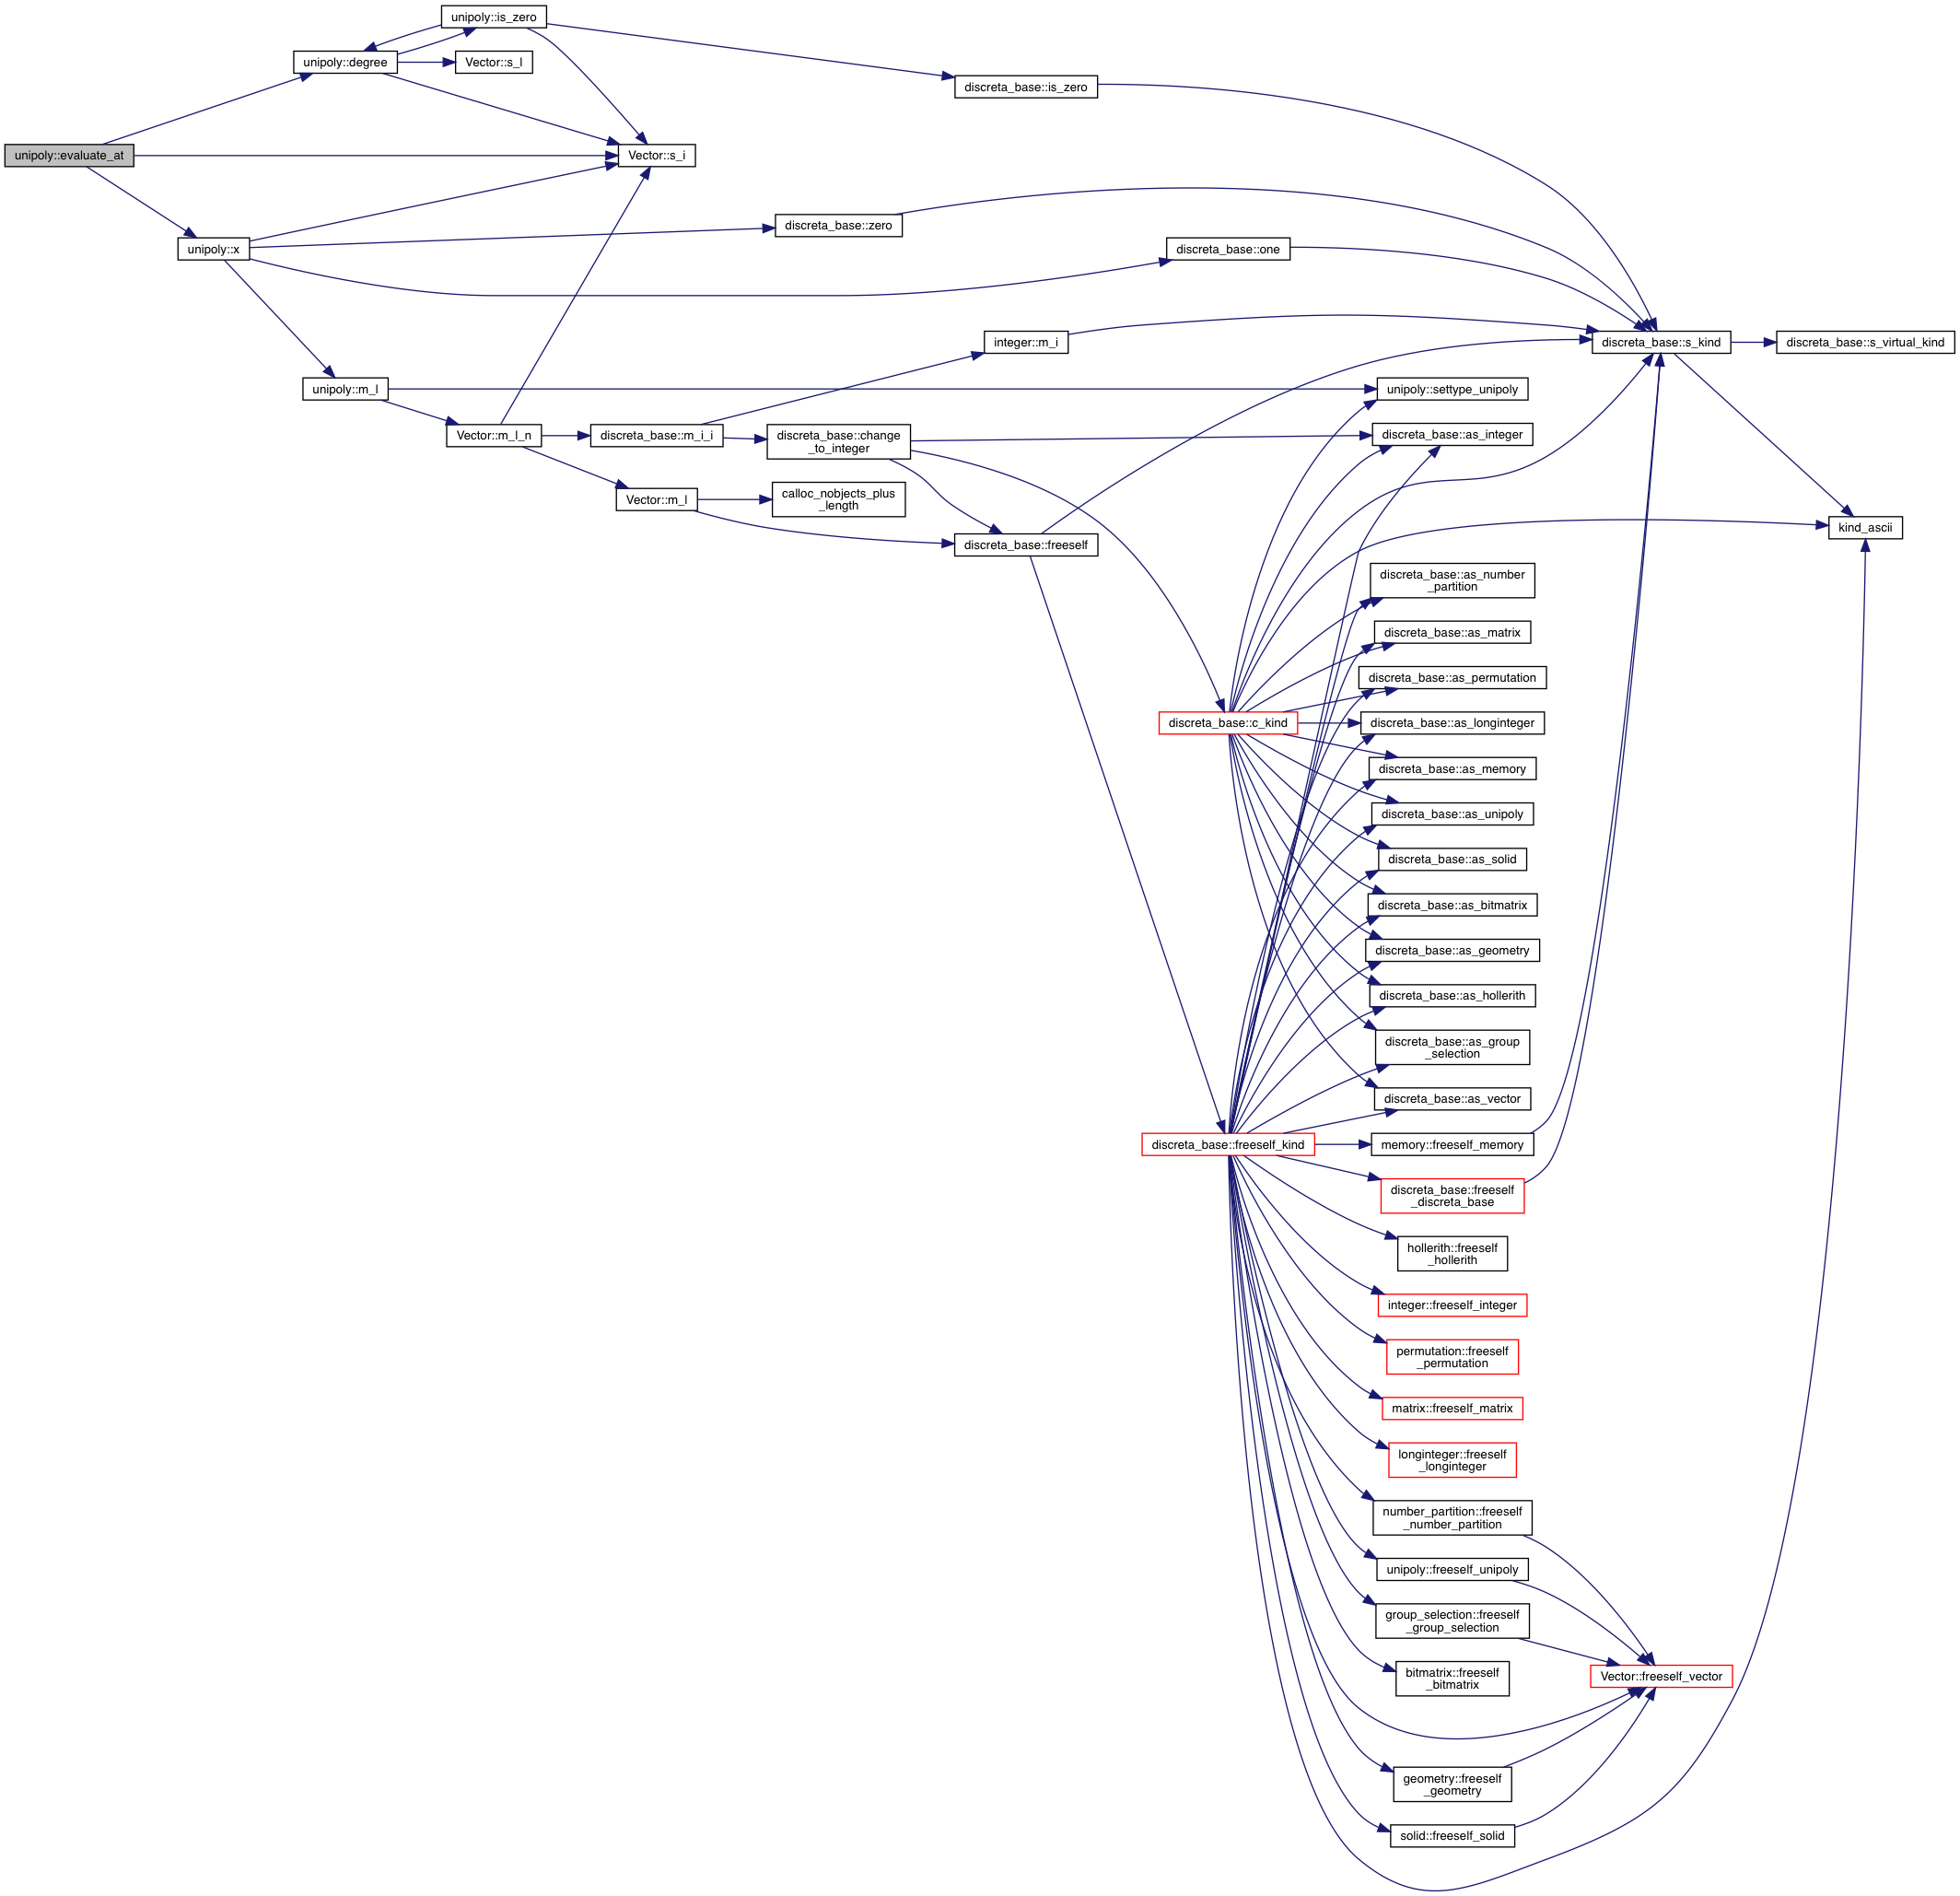 unipoly::is_zero
unipoly::degree
Vector::s_l
discreta_base::is_zero
unipoly::evaluate_at
Vector::s_i
discreta_base::zero
unipoly::x
discreta_base::one
integer::m_i
discreta_base::s_kind
discreta_base::s_virtual_kind
unipoly::m_l
unipoly::settype_unipoly
Vector::m_l_n
discreta_base::m_i_i
discreta_base::change
_to_integer
discreta_base::as_integer
Vector::m_l
calloc_nobjects_plus
_length
kind_ascii
discreta_base::freeself
discreta_base::as_number
_partition
discreta_base::as_matrix
discreta_base::as_permutation
discreta_base::c_kind
discreta_base::as_longinteger
discreta_base::as_memory
discreta_base::as_unipoly
discreta_base::as_solid
discreta_base::as_bitmatrix
discreta_base::as_geometry
discreta_base::as_hollerith
discreta_base::as_group
_selection
discreta_base::as_vector
discreta_base::freeself_kind
memory::freeself_memory
discreta_base::freeself
_discreta_base
hollerith::freeself
_hollerith
integer::freeself_integer
permutation::freeself
_permutation
matrix::freeself_matrix
longinteger::freeself
_longinteger
number_partition::freeself
_number_partition
unipoly::freeself_unipoly
group_selection::freeself
_group_selection
bitmatrix::freeself
_bitmatrix
Vector::freeself_vector
geometry::freeself
_geometry
solid::freeself_solid